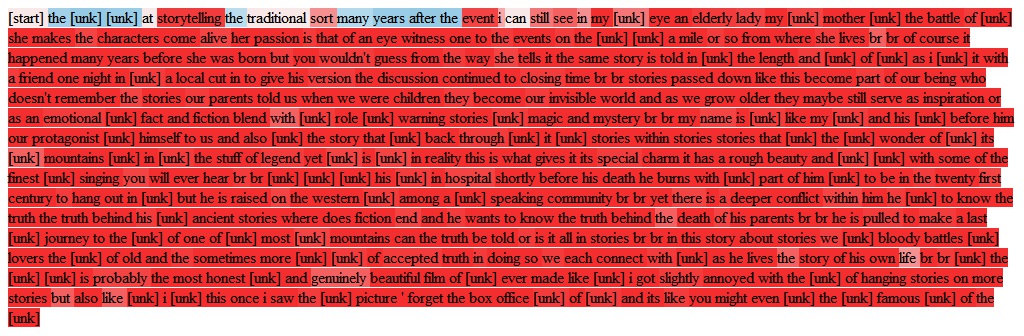 [start] the [unk] [unk] at storytelling the traditional sort many years after the event i can still see in my [unk] eye an elderly lady my [unk] mother [unk] the battle of [unk]
she makes the characters come alive her passion is that of an eye witness one to the events on the [unk] [unk] a mile or so from where she lives br br of course it
happened many years before she was born but you wouldn't guess from the way she tells it the same story is told in [unk] the length and [unk] of [unk] as i [unk] it with
a friend one night in [unk] a local cut in to give his version the discussion continued to closing time br br stories passed down like this become part of our being who
doesn't remember the stories our parents told us when we were children they become our invisible world and as we grow older they maybe still serve as inspiration or
as an emotional [unk] fact and fiction blend with [unk] role [unk] warning stories [unk] magic and mystery br br my name is [unk] like my [unk] and his [unk] before him
our protagonist [unk] himself to us and also [unk] the story that [unk] back through [unk] it [unk] stories within stories stories that [unk] the [unk] wonder of [unk] its
[unk] mountains [unk] in [unk] the stuff of legend yet [unk] is [unk] in reality this is what gives it its special charm it has a rough beauty and [unk] [unk] with some of the
finest [unk] singing you will ever hear br br [unk] [unk] [unk] his [unk] in hospital shortly before his death he burns with [unk] part of him [unk] to be in the twenty first
century to hang out in [unk] but he is raised on the western [unk] among a [unk] speaking community br br yet there is a deeper conflict within him he [unk] to know the
truth the truth behind his [unk] ancient stories where does fiction end and he wants to know the truth behind the death of his parents br br he is pulled to make a last
[unk] journey to the [unk] of one of [unk] most [unk] mountains can the truth be told or is it all in stories br br in this story about stories we [unk] bloody battles [unk]
lovers the [unk] of old and the sometimes more [unk] [unk] of accepted truth in doing so we each connect with [unk] as he lives the story of his own life br br [unk] the
[unk] [unk] is probably the most honest [unk] and genuinely beautiful film of [unk] ever made like [unk] i got slightly annoyed with the [unk] of hanging stories on more
stories but also like [unk] i [unk] this once i saw the [unk] picture ' forget the box office [unk] of [unk] and its like you might even [unk] the [unk] famous [unk] of the
[unk]